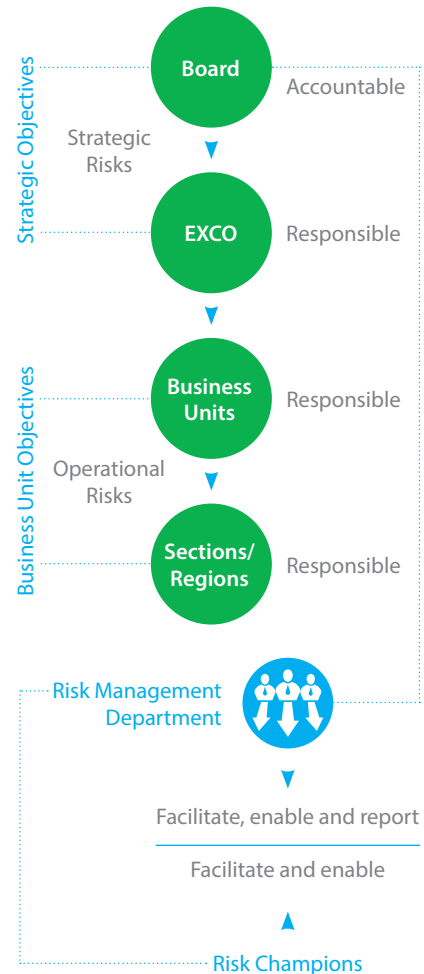 Strategic Objectives
Board
Accountable
Strategic
Risks
EXCO
Responsible
Business Unit Objectives
Business
Units
Responsible
Operational
Risks
Sections/
Regions
Responsible
Risk Management
Department
Facilitate, enable and report
Facilitate and enable
Risk Champions